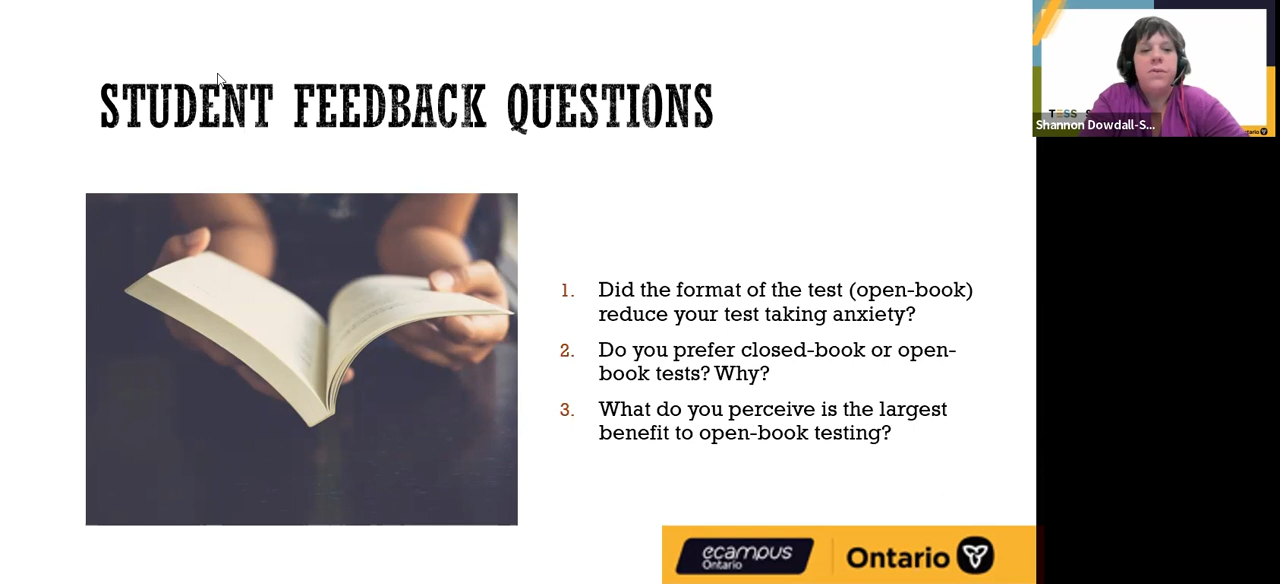 STUDENT FEEDBACK QUESTIONS
TESS
Shannon Dowdall-S...
1. Did the format of the test (open-book)
reduce your test taking anxiety?
2. Do you prefer closed-book or open-
book tests? Why?
3. What do you perceive is the largest
benefit to open-book testing?
ecampus
Ontario
Ontario